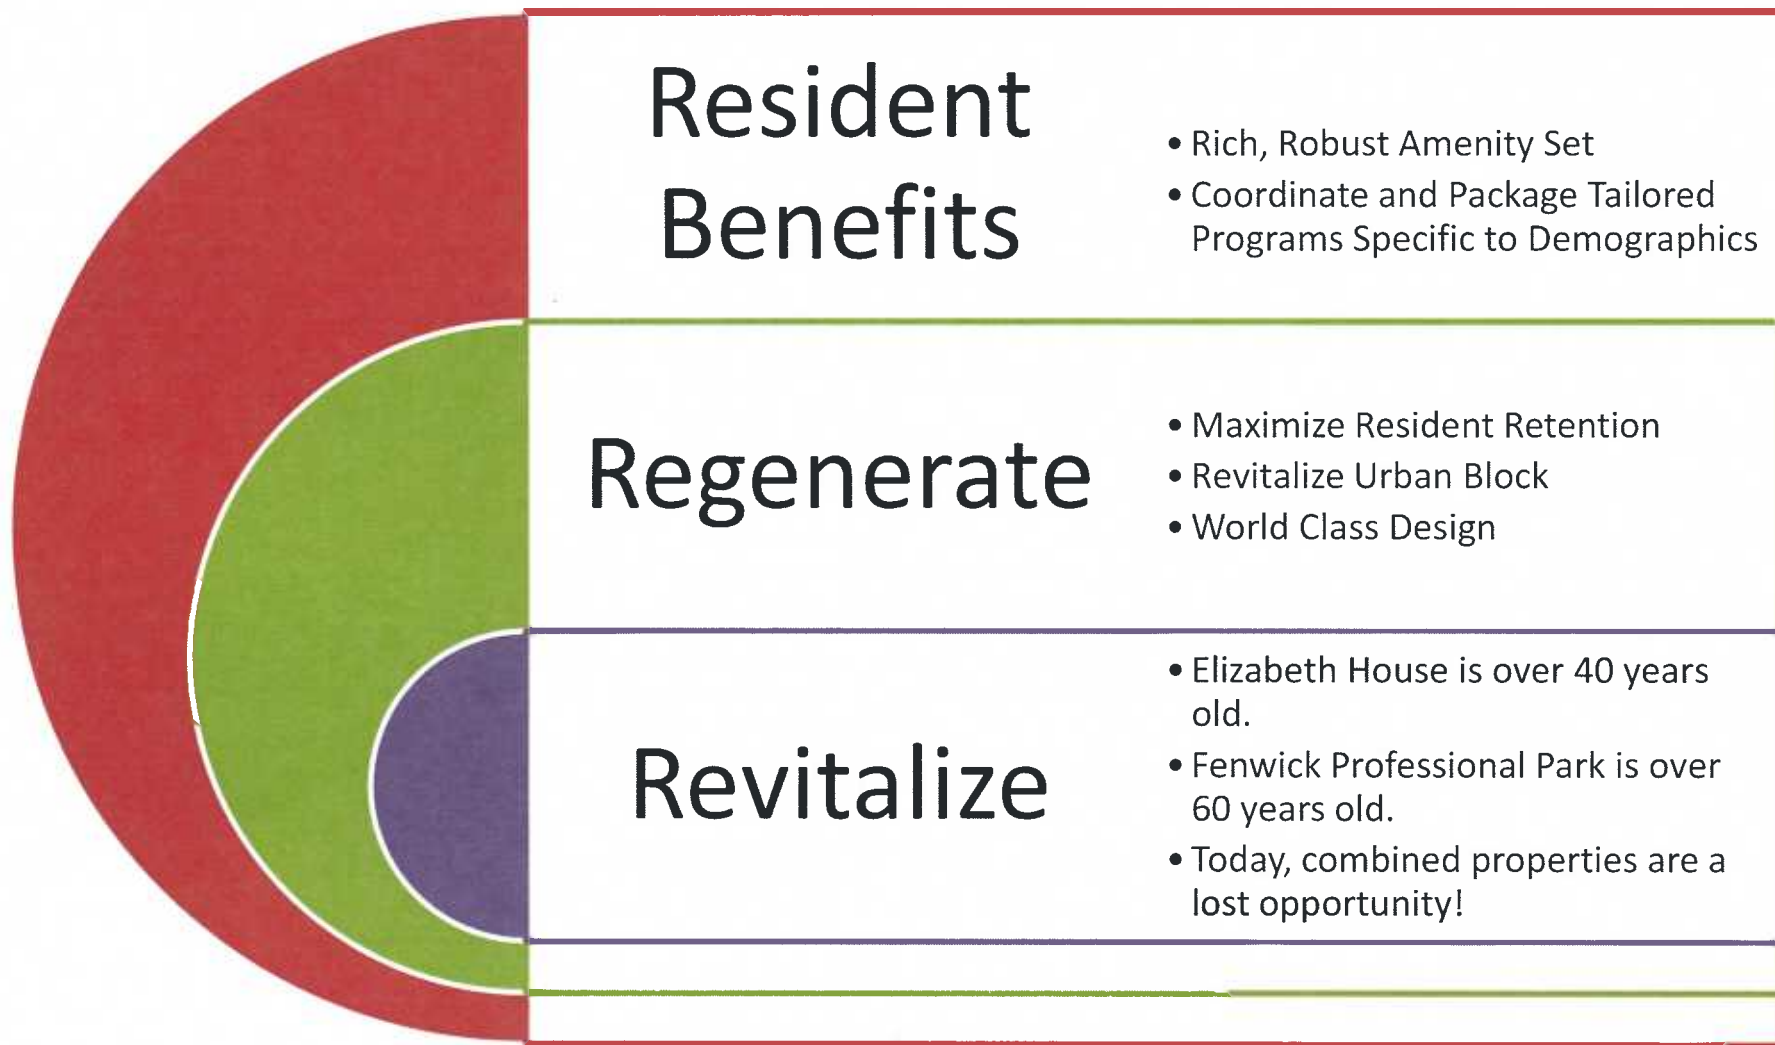 Resident
Benefits
• Rich, Robust Amenity Set
• Coordinate and Package Tailored
Programs Specific to Demographics
Regenerate
• Maximize Resident Retention
• Revitalize Urban Block
• World Class Design
Revitalize
• Elizabeth House is over 40 years
old.
• Fenwick Professional Park is over
60 years old.
• Today, combined properties are a
lost opportunity!